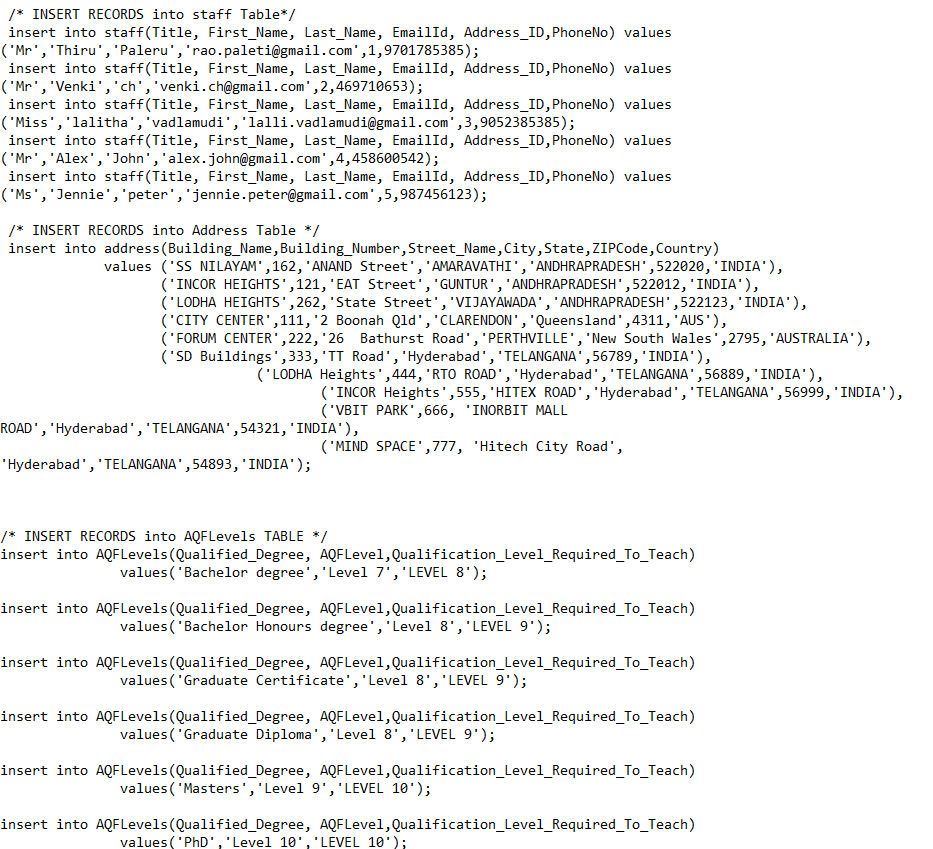 /* INSERT RECORDS into staff Table*/
insert into staff(Title, First_Name, Last_Name, EmailId, Address_ID,PhoneNo) values
('Mr','Thiru','Paleru','rao.paleti@gmail.com',1,9701785385);
insert into staff(Title, First_Name, Last_Name, EmailId, Address_ID,PhoneNo) values
('Mr','Venki','ch','venki.ch@gmail.com',2,469710653);
insert into staff(Title, First_Name, Last_Name, EmailId, Address_ID,PhoneNo) values
('Miss','lalitha','vadlamudi','lalli.vadlamudi@gmail.com',3,9052385385);
insert into staff(Title, First_Name, Last_Name, EmailId, Address_ID,PhoneNo) values
('Mr','Alex','John','alex.john@gmail.com',4,458600542);
insert into staff(Title, First_Name, Last_Name, EmailId, Address_ID,PhoneNo) values
('Ms','Jennie','peter','jennie.peter@gmail.com',5,987456123);
/* INSERT RECORDS into Address Table */
insert into address(Building_Name,Building_Number,Street_Name,City,State,ZIPCode,Country)
values ('SS NILAYAM',162,'ANAND Street','AMARAVATHI','ANDHRAPRADESH',522020,'INDIA'),
('INCOR HEIGHTS',121,'EAT Street','GUNTUR','ANDHRAPRADESH',522012,'INDIA'),
('LODHA HEIGHTS',262,'State Street','VIJAYAWADA','ANDHRAPRADESH',522123,'INDIA'),
('CITY CENTER',111,'2 Boonah Qld','CLARENDON','Queensland',4311,'AUS'),
('FORUM CENTER',222,'26  Bathurst Road','PERTHVILLE','New South Wales',2795,'AUSTRALIA'),
('SD Buildings',333,'TT Road','Hyderabad','TELANGANA',56789,'INDIA'),
('LODHA Heights',444,'RTO ROAD','Hyderabad','TELANGANA',56889,'INDIA'),
('INCOR Heights',555,'HITEX ROAD','Hyderabad','TELANGANA',56999,'INDIA'),
('VBIT PARK',666, 'INORBIT MALL
ROAD','Hyderabad','TELANGANA',54321,'INDIA'),
('MIND SPACE',777, 'Hitech City Road',
'Hyderabad','TELANGANA',54893,'INDIA');
/* INSERT RECORDS into AQFLevels TABLE */
insert into AQFLevels(Qualified_Degree, AQFLevel,Qualification_Level_Required_To_Teach)
values('Bachelor degree','Level 7','LEVEL 8');
insert into AQFLevels(Qualified_Degree, AQFLevel,Qualification_Level_Required_To_Teach)
values('Bachelor Honours degree','Level 8','LEVEL 9');
insert into AQFLevels(Qualified_Degree, AQFLevel,Qualification_Level_Required_To_Teach)
values('Graduate Certificate','Level 8','LEVEL 9');
insert into AQFLevels(Qualified_Degree, AQFLevel,Qualification_Level_Required_To_Teach)
values('Graduate Diploma','Level 8','LEVEL 9');
insert into AQFLevels(Qualified_Degree, AQFLevel,Qualification_Level_Required_To_Teach)
values('Masters','Level 9','LEVEL 10');
insert into AQFLevels(Qualified_Degree, AQFLevel,Qualification_Level_Required_To_Teach)
values('PhD','Level 10','LEVEL 10');